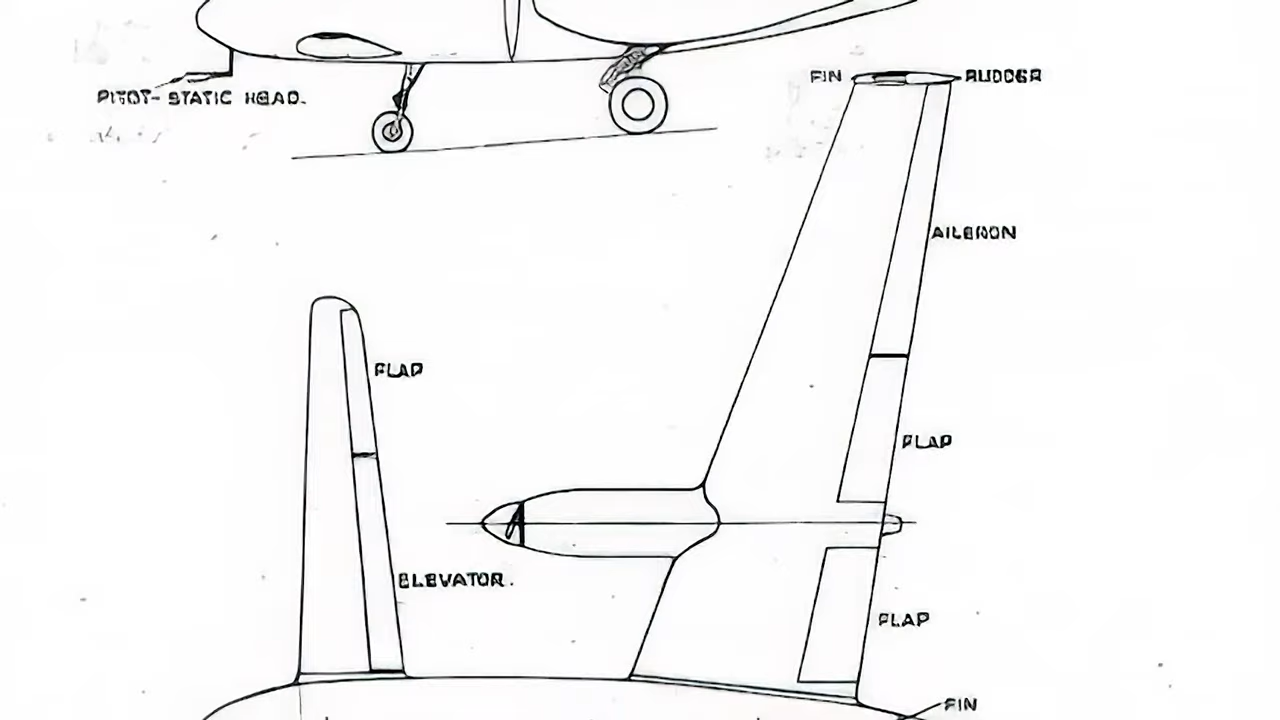 FIN
RUDDER
PITOT- STATIC HEAD.
AILERON
FLAP
FLAP
ELEVATOR.
FLAP
FIN